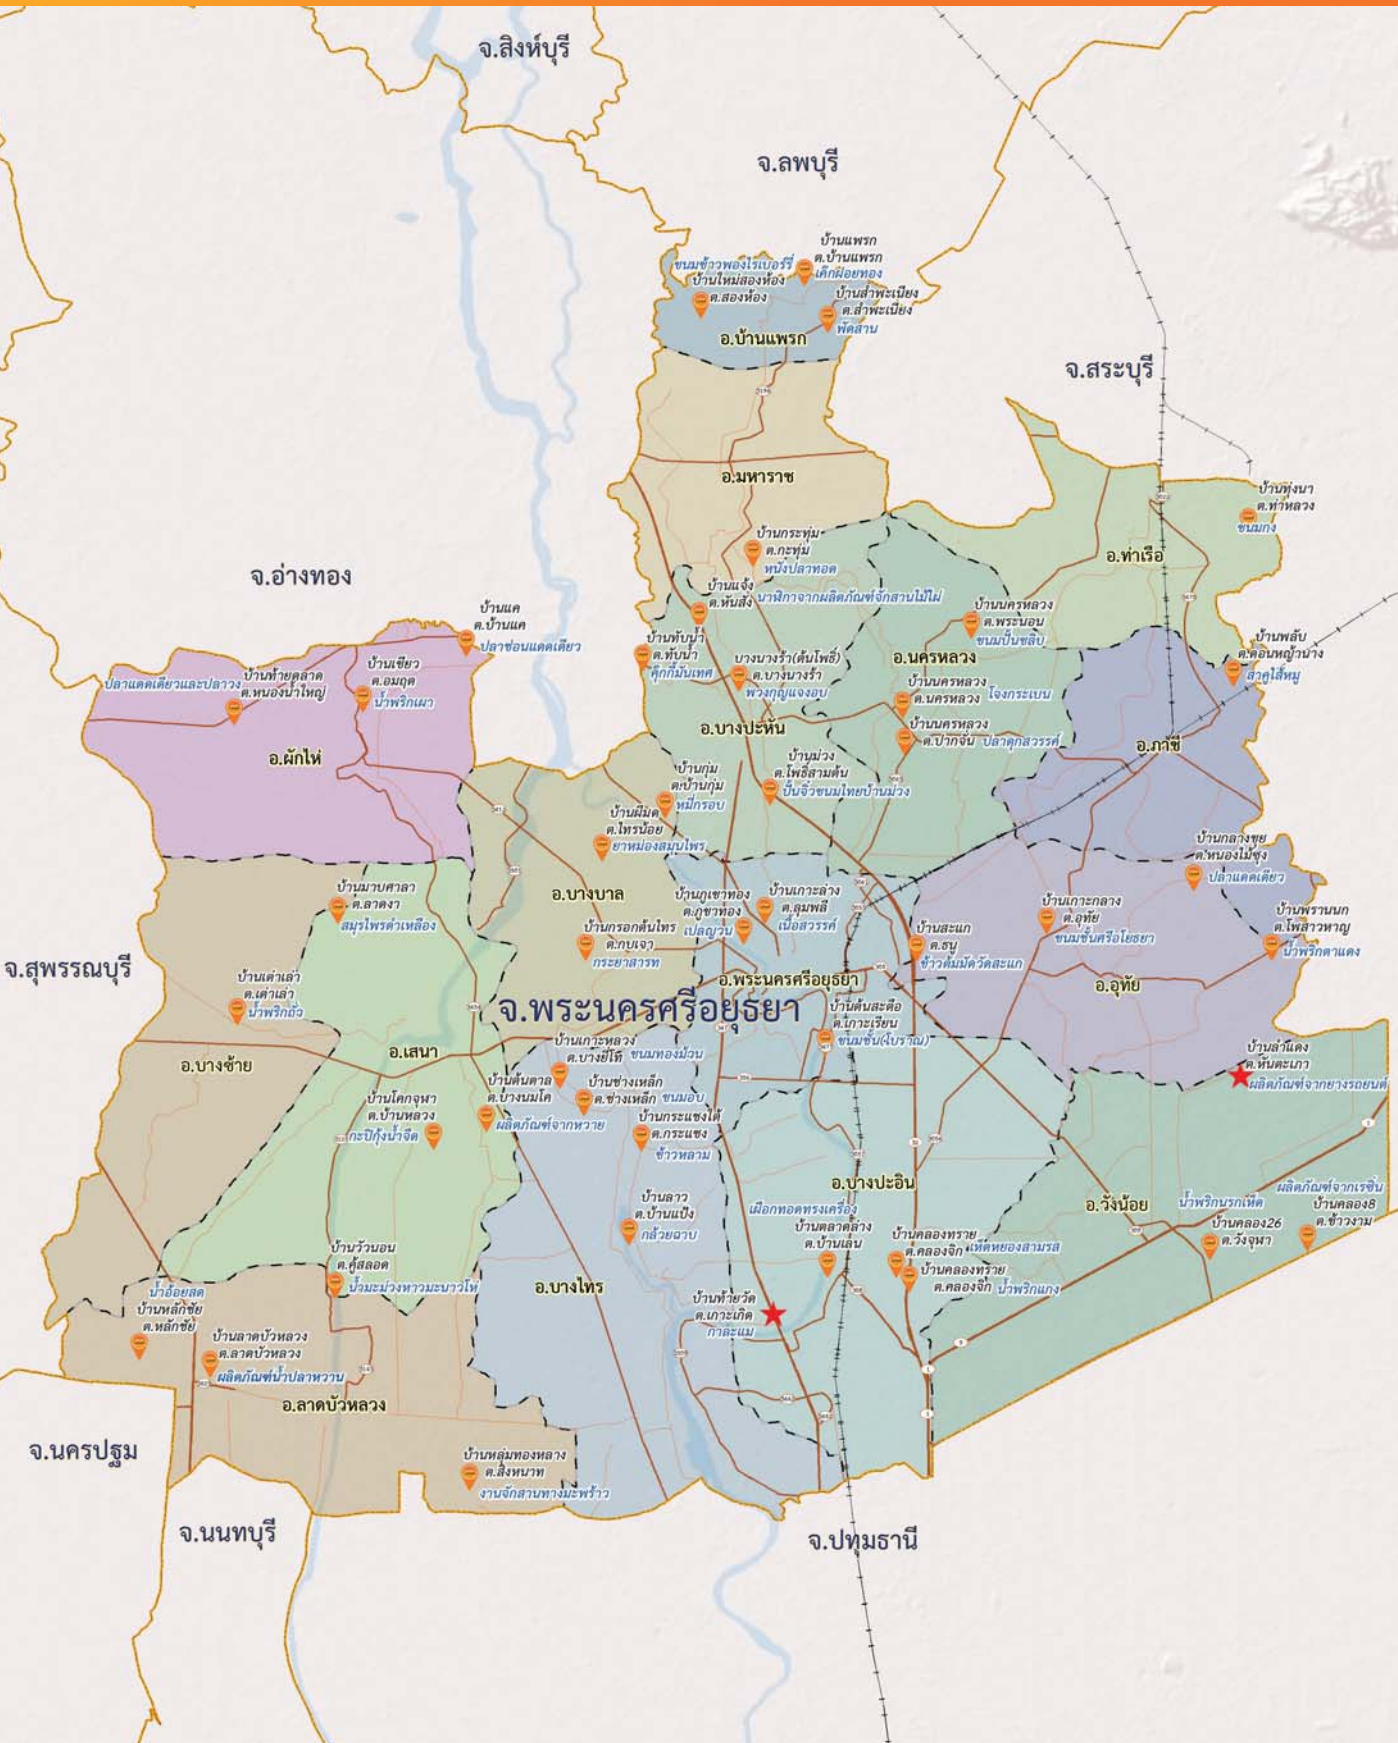 จ.สิงห์บุรี
จ.ลพบุรี
บ้านแพรก
ต.บ้านแพรก
เค้กฝอยทอง
ขนมข้าวพองไรเบอร์รี่
บ้านใหม่สองห้อง
ต.สองห้อง
บ้านสำพะเนียง
ต.สำพะเนียง
พัดสาน
อ.บ้านแพรก
จ.สระบุรี
อ.มหาราช
บ้านทุ่งนา
ต.ท่าหลวง
ขนมกง
บ้านกระทุ่ม
ต.กะทุ่ม
หนังปลาทอด
อ.ท่าเรือ
จ.อ่างทอง
บ้านแจ้ง
ต.หันสัง
นาฬิกาจากผลิตภัณฑ์จักสานไม้ไผ่
บ้านแค
ต.บ้านแค
ปลาช่อนแดดเดียว
บ้านนครหลวง
ต.พระนอน
ขนมปั้นขลิบ
บ้านทับน้ำ
ต.ทับน้ำ
คุ๊กกี้มันเทศ
บ้านพลับ
ต.ดอนหญ้านาง
สาคูไส้หมู
บางนางร้า(ต้นโพธิ์)
ต.บางนางร้า
พวงกุญแจงอบ
อ.นครหลวง
บ้านนครหลวง
ต.นครหลวง
โจงกระเบน
บ้านท้ายตลาด
ต.หนองน้ำใหญ่
ปลาแดดเดียวและปลาวง
บ้านเขียว
ต.อมฤต
น้ำพริกเผา
บ้านนครหลวง
ต.ปากจั่น
ปลาดุกสวรรค์
อ.บางปะหัน
อ.ภาชี
อ.ผักไห่
บ้านม่วง
ต.โพธิ์สามต้น
ปั้นจิ๋วขนมไทยบ้านม่วง
บ้านกุ่ม
ต.บ้านกุ่ม
หมี่กรอบ
บ้านผีมด
ต.ไทรน้อย
ยาหม่องสมุนไพร
บ้านกลางชุย
ต.หนองไม้ซุง
ปลาแดดเดียว
บ้านมาบศาลา
ต.ลาดงา
สมุรไพรดำเหลือง
อ.บางบาล
บ้านภูเขาทอง
ต.ภูเขาทอง
เปลญวน
บ้านเกาะล่าง
ต.ลุมพลี
เนื้อสวรรค์
บ้านเกาะกลาง
ต.อุทัย
ขนมชั้นศรีอโยธยา
บ้านพรานนก
ต.โพสาวหาญ
น้ำพริกตาแดง
บ้านกรอกต้นไทร
ต.กบเจา
กระยาสารท
บ้านสะแก
ต.ธนู
ข้าวต้มมัดวัดสะแก
จ.สุพรรณบุรี
บ้านเต่าเล่า
ต.เต่าเล่า
น้ำพริกถั่ว
อ.พระนครศรีอยุธยา
อ.อุทัย
จ.พระนครศรีอยุธยา
บ้านต้นสะตือ
ต.เกาะเรียน
ขนมชั้น(โบราณ)
บ้านเกาะหลวง
ต.บางยี่โท
ขนมทองม้วน
อ.บางซ้าย
อ.เสนา
บ้านลำแดง
ต.หันตะเภา
ผลิตภัณฑ์จากยางรถยนต์
บ้านต้นตาล
ต.บางนมโค
ผลิตภัณฑ์จากหวาย
บ้านช่างเหล็ก
ต.ช่างเหล็ก
ขนมอบ
บ้านโคกจุฬา
ต.บ้านหลวง
กะปิกุ้งน้ำจืด
บ้านกระแชงใต้
ต.กระแชง
ข้าวหลาม
อ.บางปะอิน
บ้านลาว
ต.บ้านแป้ง
กล้วยฉาบ
เผือกทอดทรงเครื่อง
บ้านตลาดล่าง
ต.บ้านเลน
อ.วังน้อย
น้ำพริกนรกเห็ด
บ้านคลอง26
ต.วังจุฬา
ผลิตภัณฑ์จากเรซิ่น
บ้านคลอง8
ต.ข้าวงาม
บ้านคลองทราย
ต.คลองจิก
เห็ดหยองสามรส
บ้านคลองทราย
ต.คลองจิก
น้ำพริกแกง
บ้านวัวนอน
ต.คู้สลอด
น้ำมะม่วงหาวมะนาวโห่
อ.บางไทร
น้ำอ้อยสด
บ้านหลักชัย
ต.หลักชัย
บ้านท้ายวัด
ต.เกาะเกิด
กาละแม
บ้านลาดบัวหลวง
ต.ลาดบัวหลวง
ผลิตภัณฑ์น้ำปลาหวาน
อ.ลาดบัวหลวง
จ.นครปฐม
บ้านหลุ่มทองหลาง
ต.สิงหนาท
งานจักสานทางมะพร้าว
จ.นนทบุรี
จ.ปทุมธานี